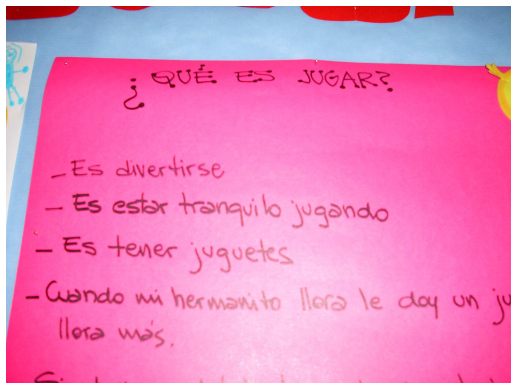 ¿QUÉ ES JUGAR?
- Es divertirse
- Es estar tranquilo jugando
- Es tener juguetes
- Cuando mi hermanito llora le doy un
llora más.